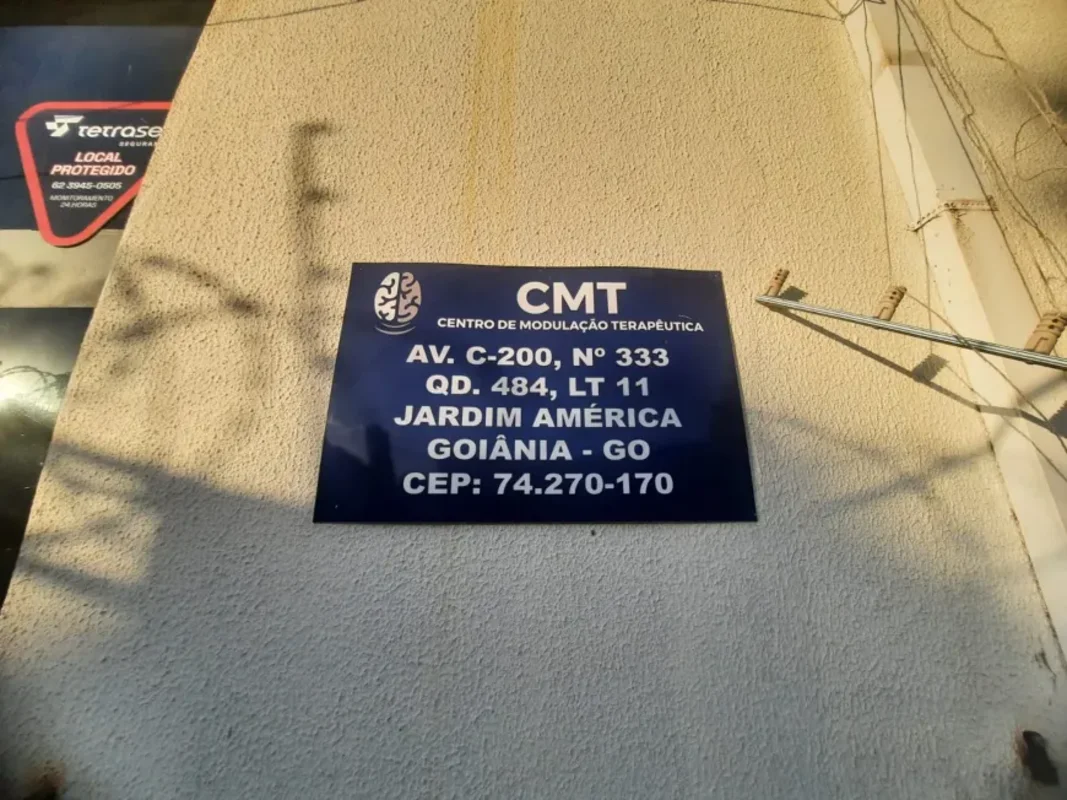 Tetrase
SEGURAN
LOCAL
PROTEGIDO
62 3945-0505
MONITORAMENTO
24 HORAS
CMT
CENTRO DE MODULAÇÃO TERAPÊUTICA
AV. C-200, Nº 333
QD. 484, LT 11
JARDIM AMÉRICA
GOIÂNIA - GO
CEP: 74.270-170